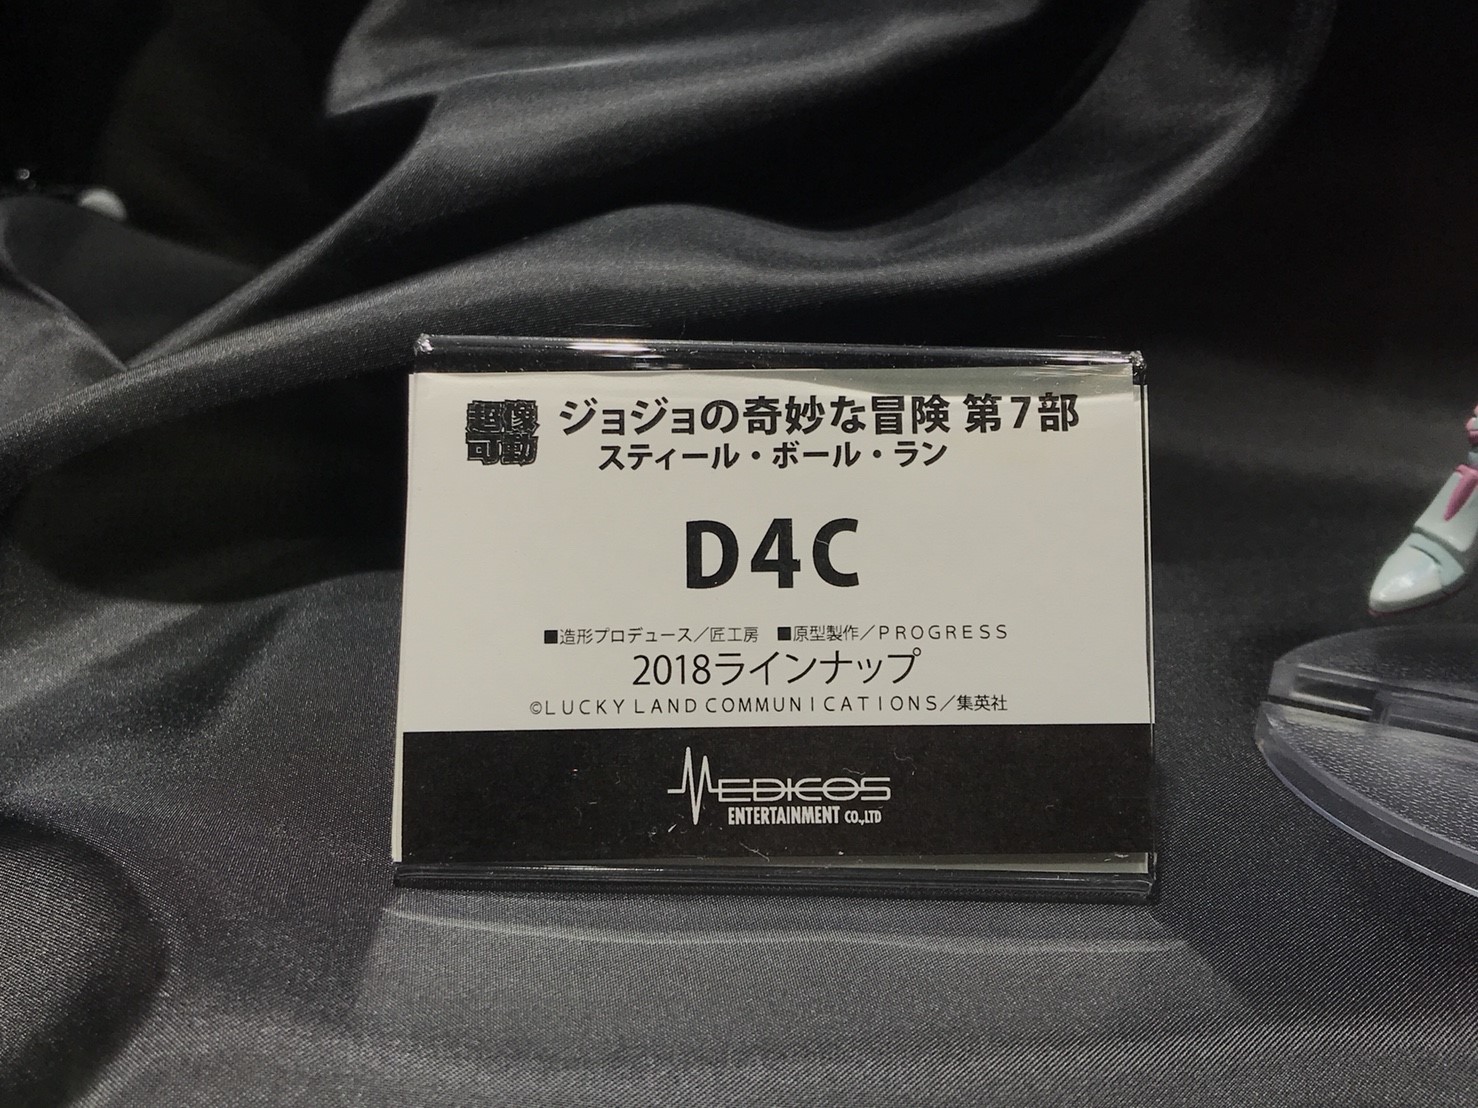 超像可動
ジョジョの奇妙な冒険 第7部
スティール・ボール・ラン
D4C
■造形プロデュース／匠工房 ■原型製作／PROGRESS
2018ラインナップ
©LUCKY LAND COMMUNICATIONS／集英社
MEDICOS
ENTERTAINMENT CO.,LTD